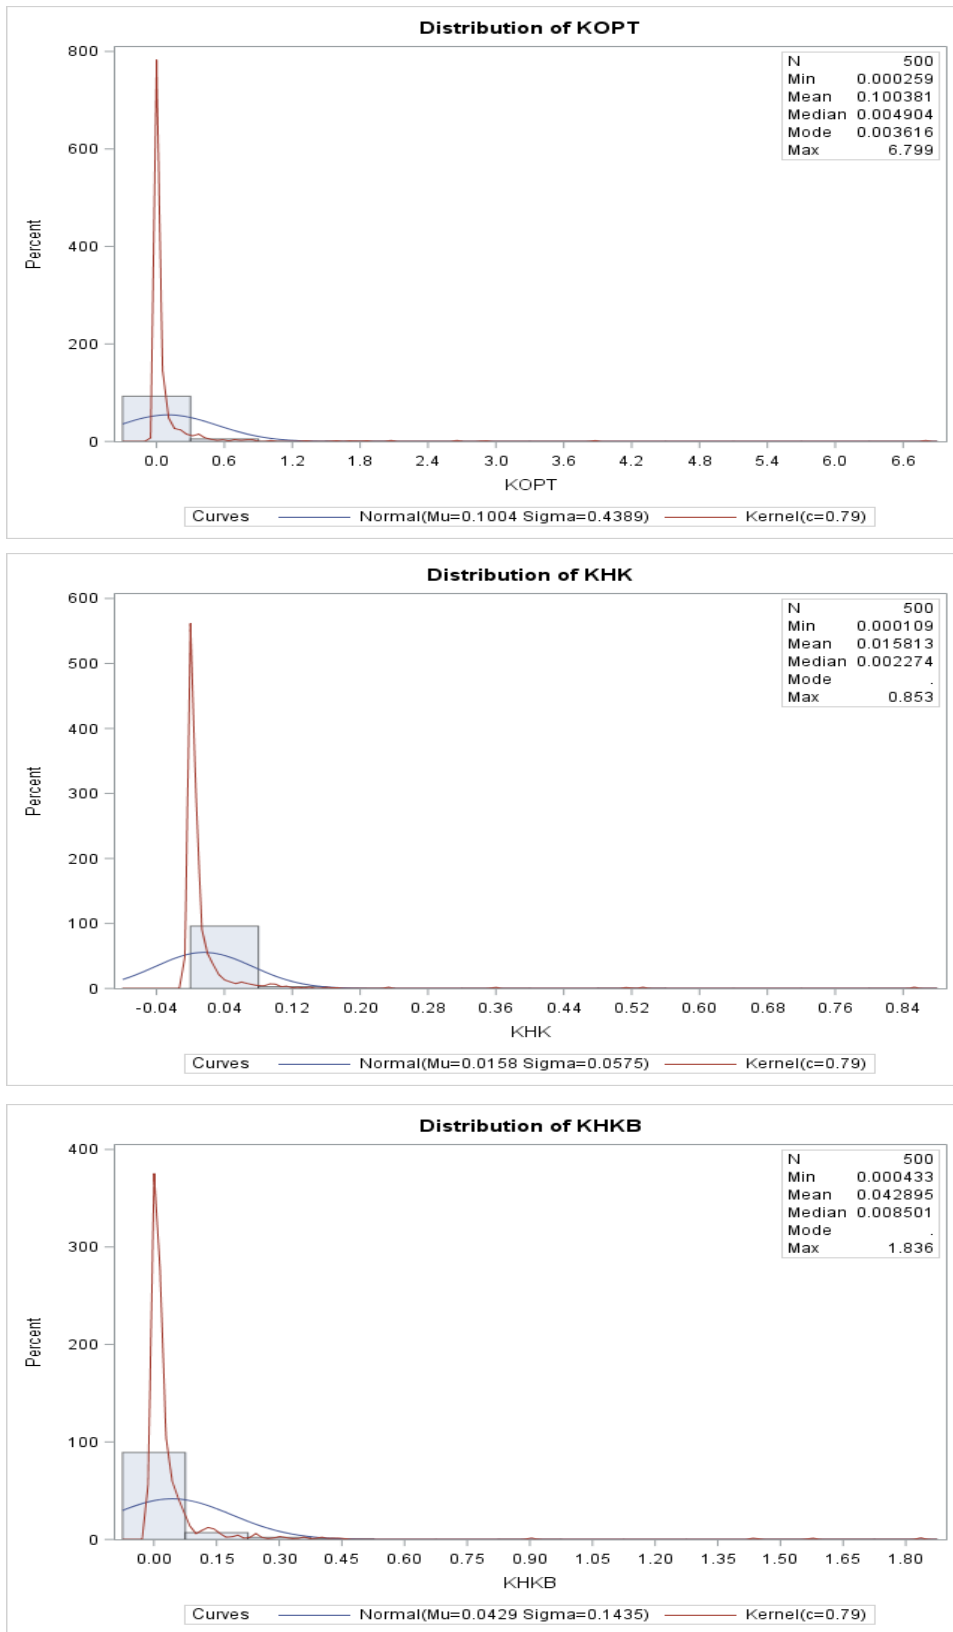 Distribution of KOPT
800
600
400
200
0
Percent
N 500
Min 0.000259
Mean 0.100381
Median 0.004904
Mode 0.003616
Max 6.799
0.0 0.6 1.2 1.8 2.4 3.0 3.6 4.2 4.8 5.4 6.0 6.6
KOPT
Curves Normal(Mu=0.1004 Sigma=0.4389) Kernel(c=0.79)
Distribution of KHK
600
500
400
300
200
100
0
Percent
N 500
Min 0.000109
Mean 0.015813
Median 0.002274
Mode .
Max 0.853
-0.04 0.04 0.12 0.20 0.28 0.36 0.44 0.52 0.60 0.68 0.76 0.84
KHK
Curves Normal(Mu=0.0158 Sigma=0.0575) Kernel(c=0.79)
Distribution of KHKB
400
300
200
100
0
Percent
N 500
Min 0.000433
Mean 0.042895
Median 0.008501
Mode .
Max 1.836
0.00 0.15 0.30 0.45 0.60 0.75 0.90 1.05 1.20 1.35 1.50 1.65 1.80
KHKB
Curves Normal(Mu=0.0429 Sigma=0.1435) Kernel(c=0.79)